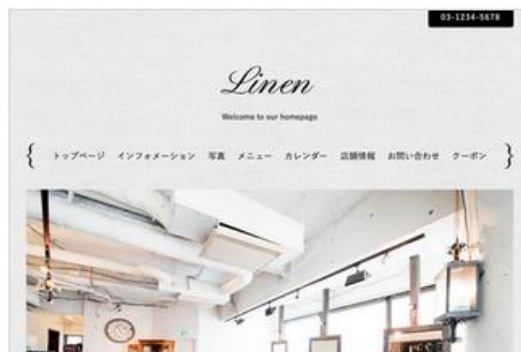 03-1234-5678
Linen
Welcome to our homepage
{ トップページ インフォメーション 写真 メニュー カレンダー 店舗情報 お問い合わせ クーポン }